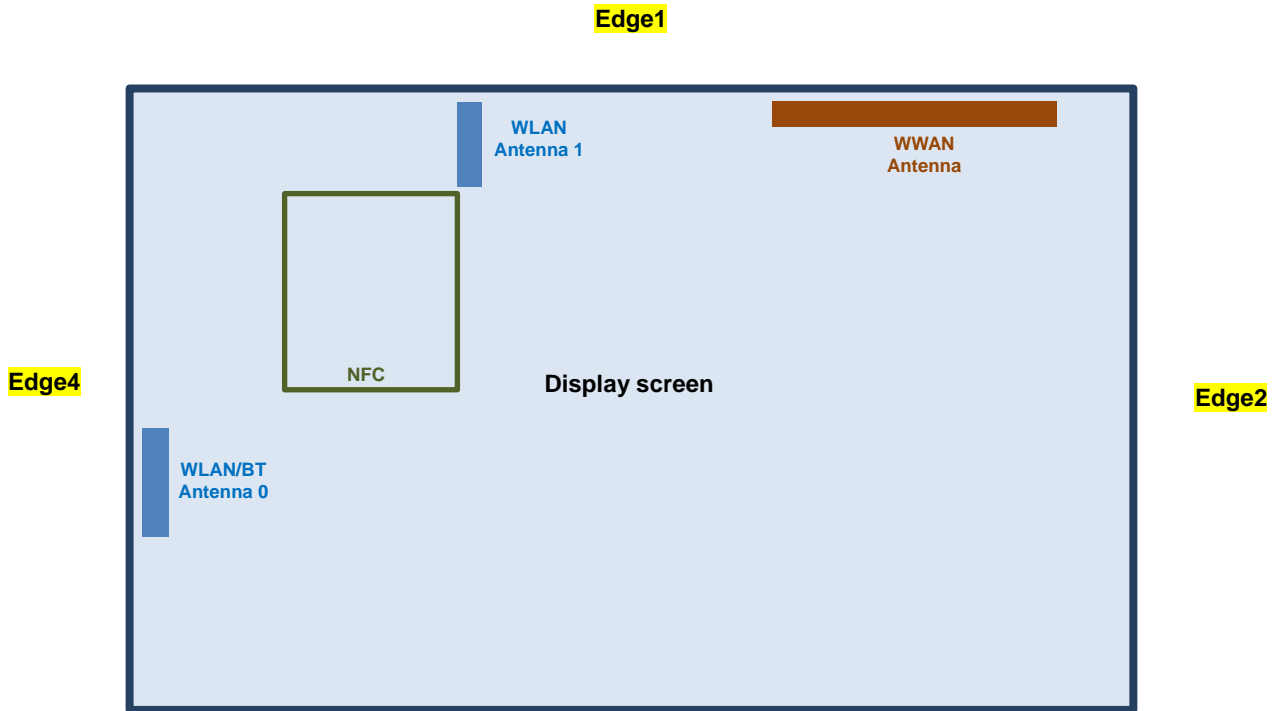 Edge1
WLAN
Antenna 1
WWAN
Antenna
NFC
Display screen
Edge4
Edge2
WLAN/BT
Antenna 0